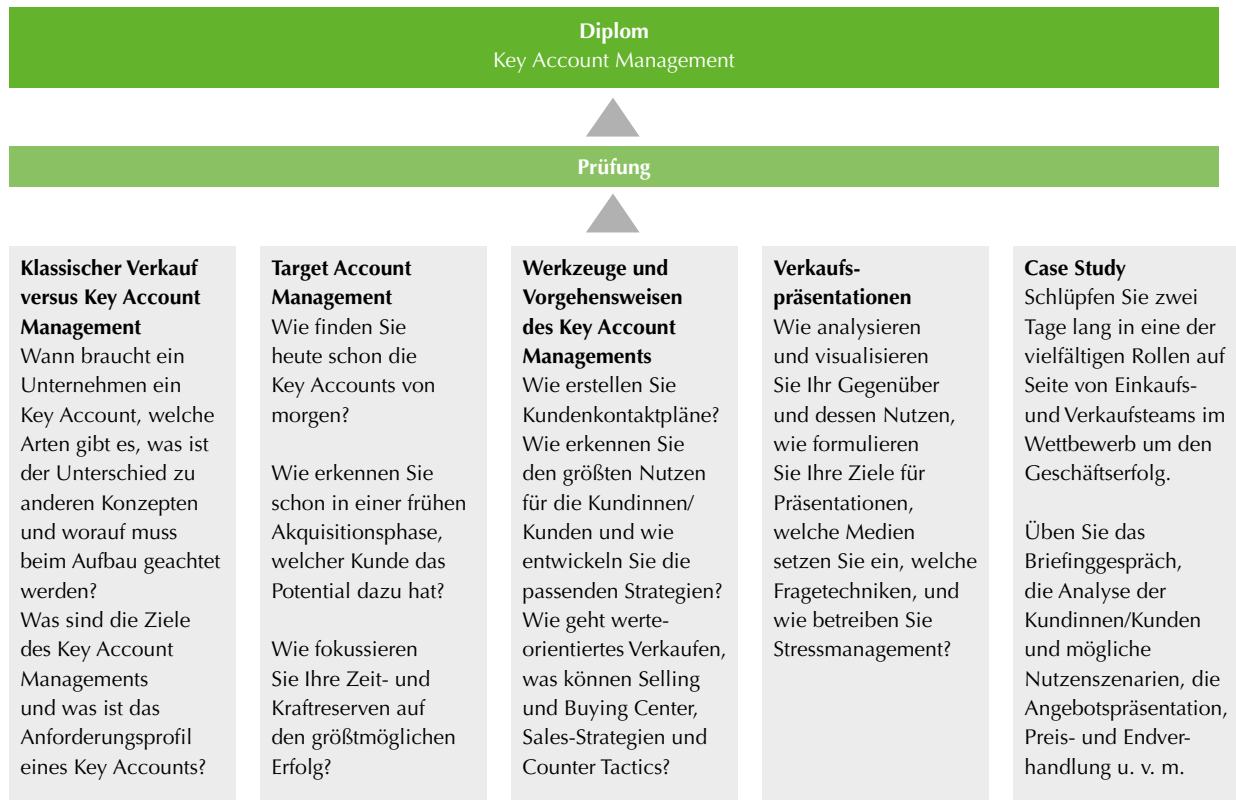 Diplom
Key Account Management
Prüfung
Klassischer Verkauf
versus Key Account
Management
Wann braucht ein
Unternehmen ein
Key Account, welche
Arten gibt es, was ist
der Unterschied zu
anderen Konzepten
und worauf muss
beim Aufbau geachtet
werden?
Was sind die Ziele
des Key Account
Managements
und was ist das
Anforderungsprofil
eines Key Accounts?
Target Account
Management
Wie finden Sie
heute schon die
Key Accounts von
morgen?
Wie erkennen Sie
schon in einer frühen
Akquisitionsphase,
welcher Kunde das
Potential dazu hat?
Wie fokussieren
Sie Ihre Zeit- und
Kraftreserven auf
den größtmöglichen
Erfolg?
Werkzeuge und
Vorgehensweisen
des Key Account
Managements
Wie erstellen Sie
Kundenkontaktpläne?
Wie erkennen Sie
den größten Nutzen
für die Kundinnen/
Kunden und wie
entwickeln Sie die
passenden Strategien?
Wie geht werte-
orientiertes Verkaufen,
was können Selling
und Buying Center,
Sales-Strategien und
Counter Tactics?
Verkaufs-
präsentationen
Wie analysieren
und visualisieren
Sie Ihr Gegenüber
und dessen Nutzen,
wie formulieren
Sie Ihre Ziele für
Präsentationen,
welche Medien
setzen Sie ein, welche
Fragetechniken, und
wie betreiben Sie
Stressmanagement?
Case Study
Schlüpfen Sie zwei
Tage lang in eine der
vielfältigen Rollen auf
Seite von Einkaufs-
und Verkaufsteams im
Wettbewerb um den
Geschäftserfolg.
Üben Sie das
Briefinggespräch,
die Analyse der
Kundinnen/Kunden
und mögliche
Nutzenszenarien, die
Angebotspräsentation,
Preis- und Endver-
handlung u. v. m.